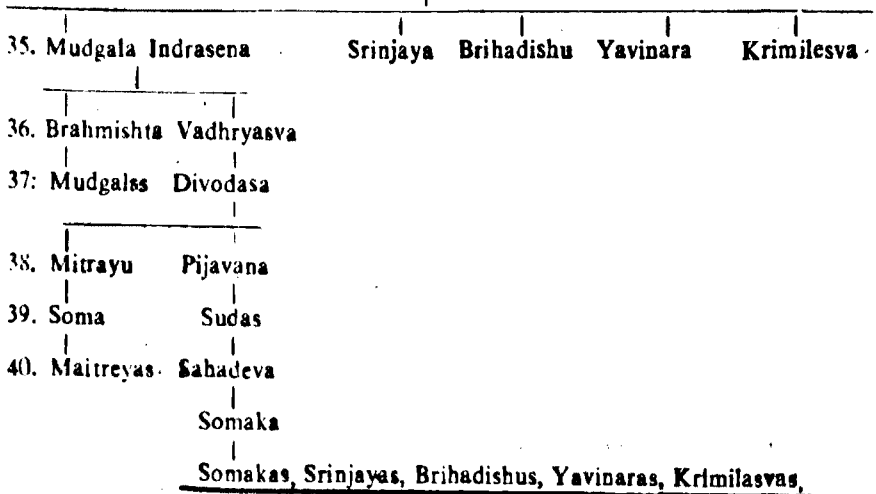 35. Mudgala Indrasena Srinjaya Brihadishu Yavinara Krimilesva
36. Brahmishta Vadhryasva
37: Mudgalss Divodasa
38. Mitrayu Pijavana
39. Soma Sudas
40. Maitreyas. Sahadeva
Somaka
Somakas, Srinjayas, Brihadishus, Yavinaras, Krimilasvas,